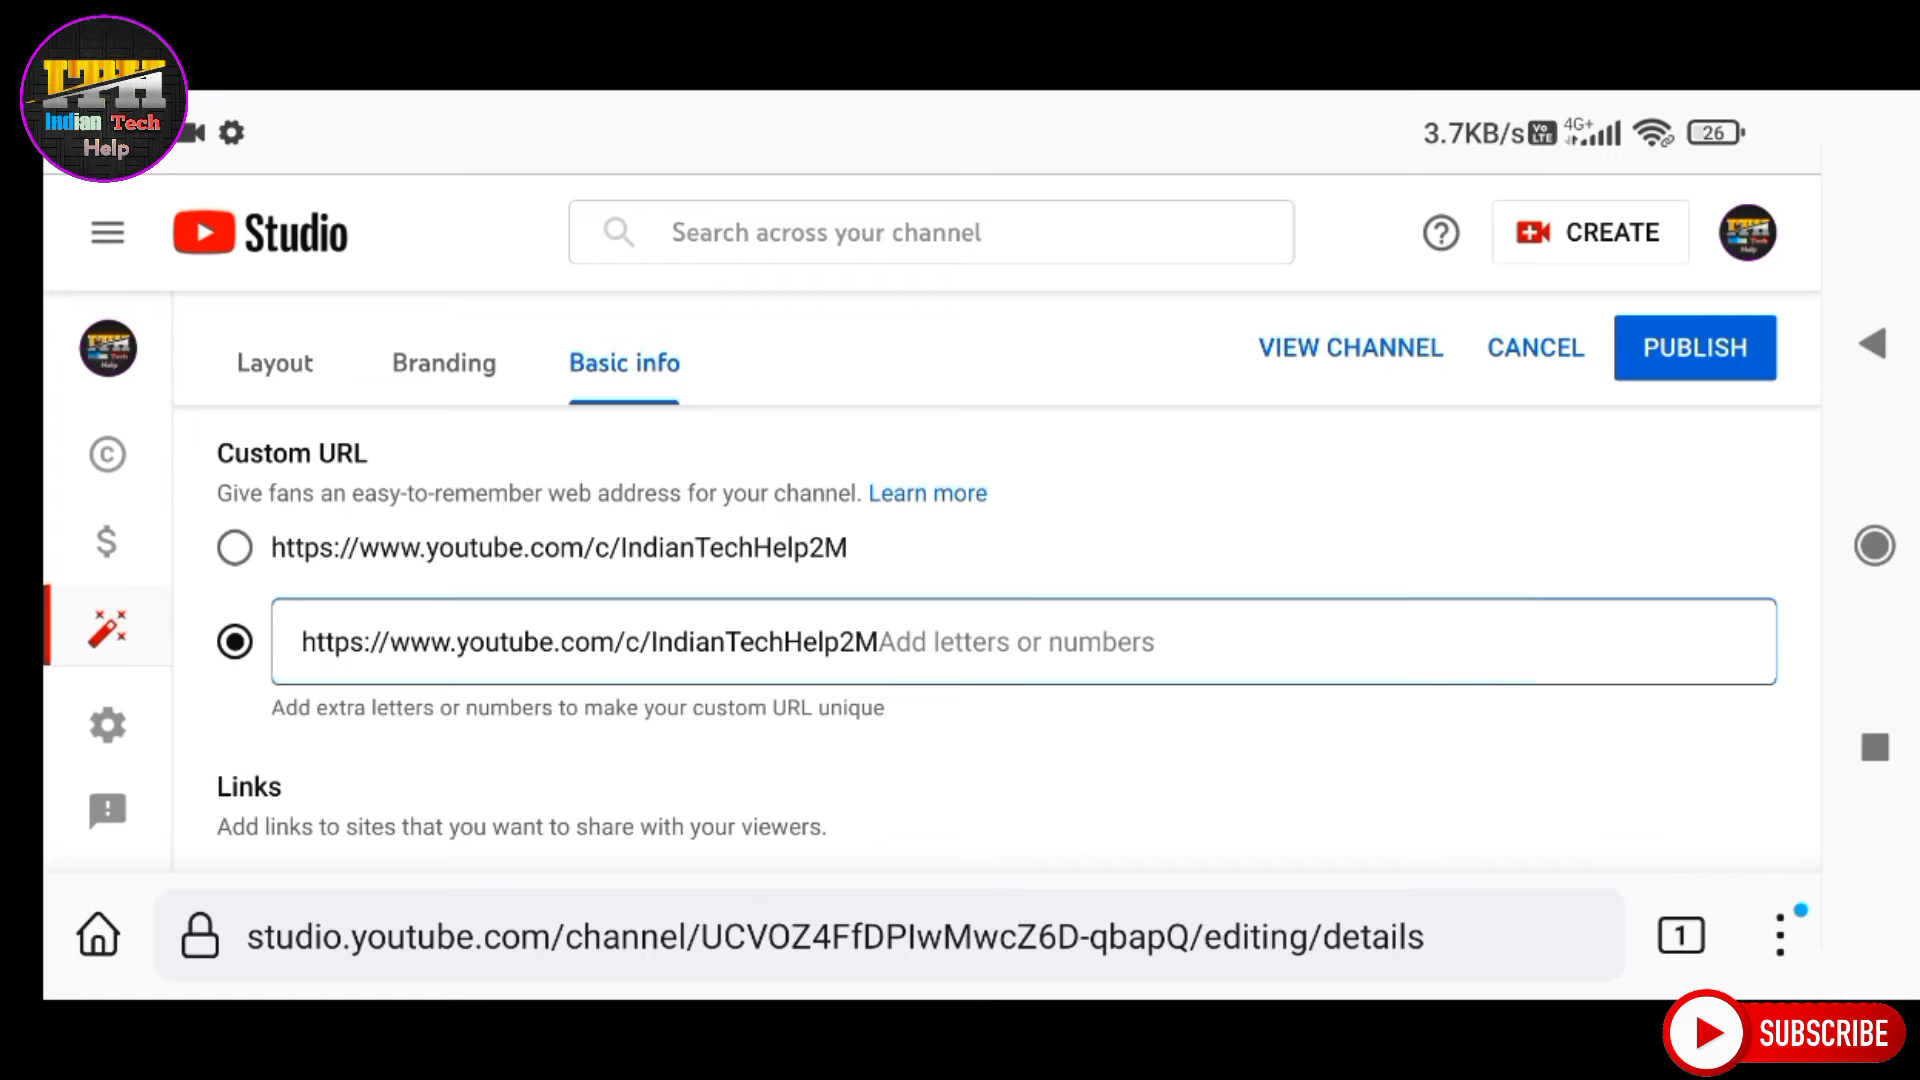 ITH
Indian Tech
Help
3.7KB/s Vo LTE 4G+ 26
Studio
Search across your channel
CREATE
Layout
Branding
Basic info
VIEW CHANNEL
CANCEL
PUBLISH
Custom URL
Give fans an easy-to-remember web address for your channel. Learn more
https://www.youtube.com/c/IndianTechHelp2M
https://www.youtube.com/c/IndianTechHelp2MAdd letters or numbers
Add extra letters or numbers to make your custom URL unique
Links
Add links to sites that you want to share with your viewers.
studio.youtube.com/channel/UCVOZ4FfDPIwMwcZ6D-qbapQ/editing/details
1
SUBSCRIBE